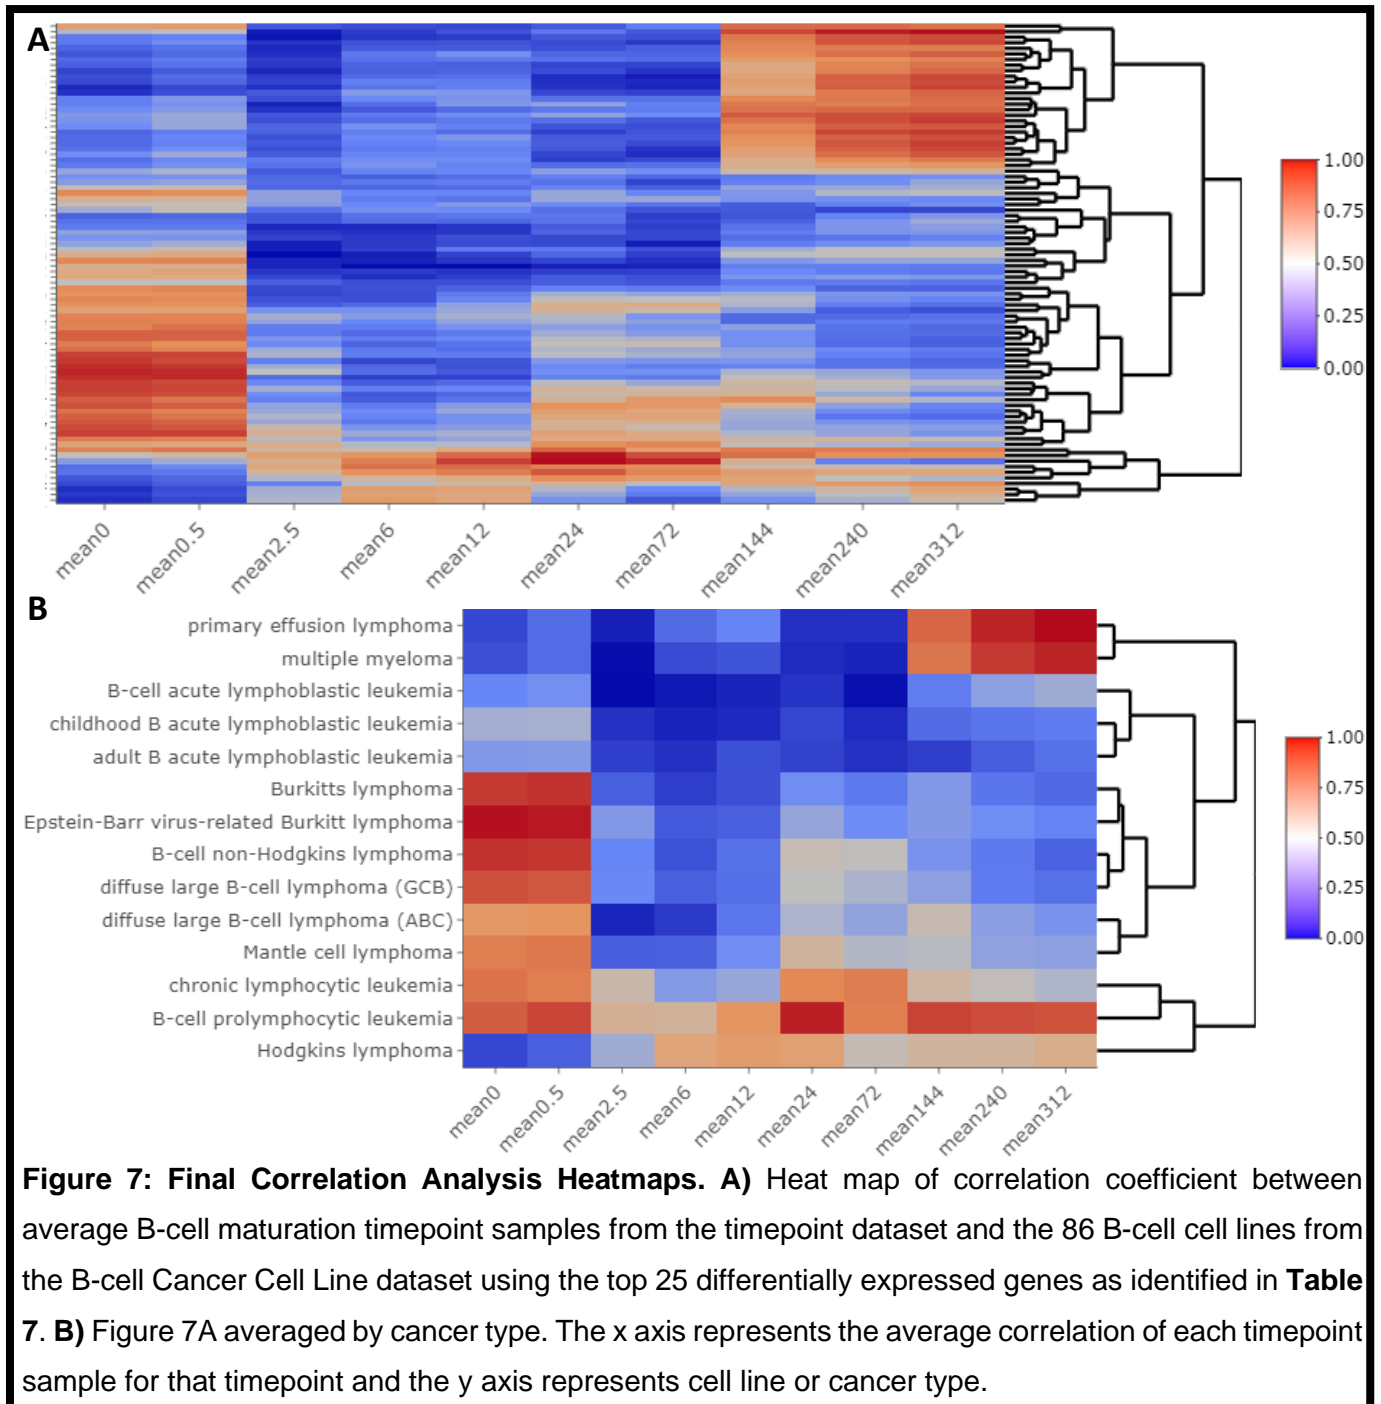 A
1.00
0.75
0.50
0.25
0.00
mean0
mean0.5
mean2.5
mean6
mean12
mean24
mean72
mean144
mean240
mean312
B
primary effusion lymphoma
multiple myeloma
B-cell acute lymphoblastic leukemia
childhood B acute lymphoblastic leukemia
adult B acute lymphoblastic leukemia
Burkitts lymphoma
Epstein-Barr virus-related Burkitt lymphoma
B-cell non-Hodgkins lymphoma
diffuse large B-cell lymphoma (GCB)
diffuse large B-cell lymphoma (ABC)
Mantle cell lymphoma
chronic lymphocytic leukemia
B-cell prolymphocytic leukemia
Hodgkins lymphoma
1.00
0.75
0.50
0.25
0.00
mean0
mean0.5
mean2.5
mean6
mean12
mean24
mean72
mean144
mean240
mean312
Figure 7: Final Correlation Analysis Heatmaps. A) Heat map of correlation coefficient between
average B-cell maturation timepoint samples from the timepoint dataset and the 86 B-cell cell lines from
the B-cell Cancer Cell Line dataset using the top 25 differentially expressed genes as identified in Table
7. B) Figure 7A averaged by cancer type. The x axis represents the average correlation of each timepoint
sample for that timepoint and the y axis represents cell line or cancer type.